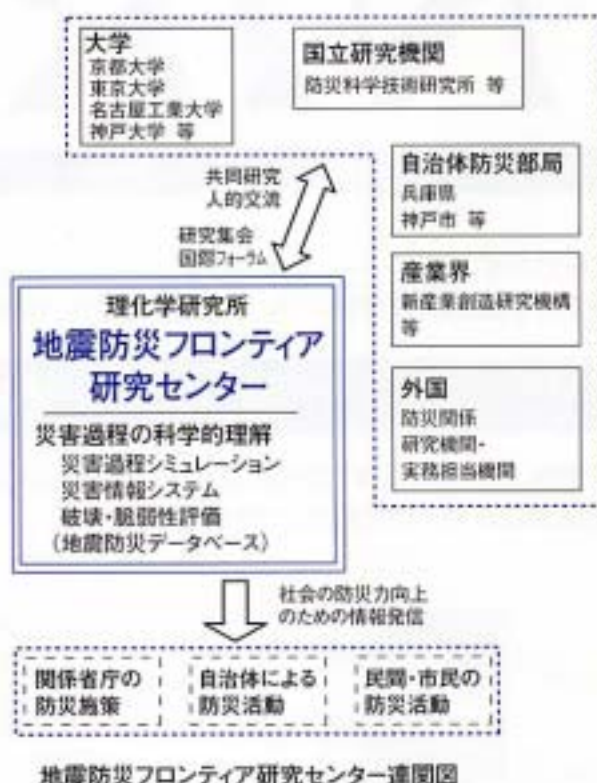 大学
京都大学
東京大学
名古屋工業大学
神戸大学 等
国立研究機関
防災科学技術研究所 等
自治体防災部局
兵庫県
神戸市 等
産業界
新産業創造研究機構
等
外国
防災関係
研究機関・
実務担当機関
共同研究
人的交流
研究集会
国際フォーラム
理化学研究所
地震防災フロンティア
研究センター
災害過程の科学的理解
災害過程シミュレーション
災害情報システム
破壊・脆弱性評価
(地震防災データベース)
社会の防災力向上
のための情報発信
関係省庁の
防災施策
自治体による
防災活動
民間・市民の
防災活動
地震防災フロンティア研究センター連関図